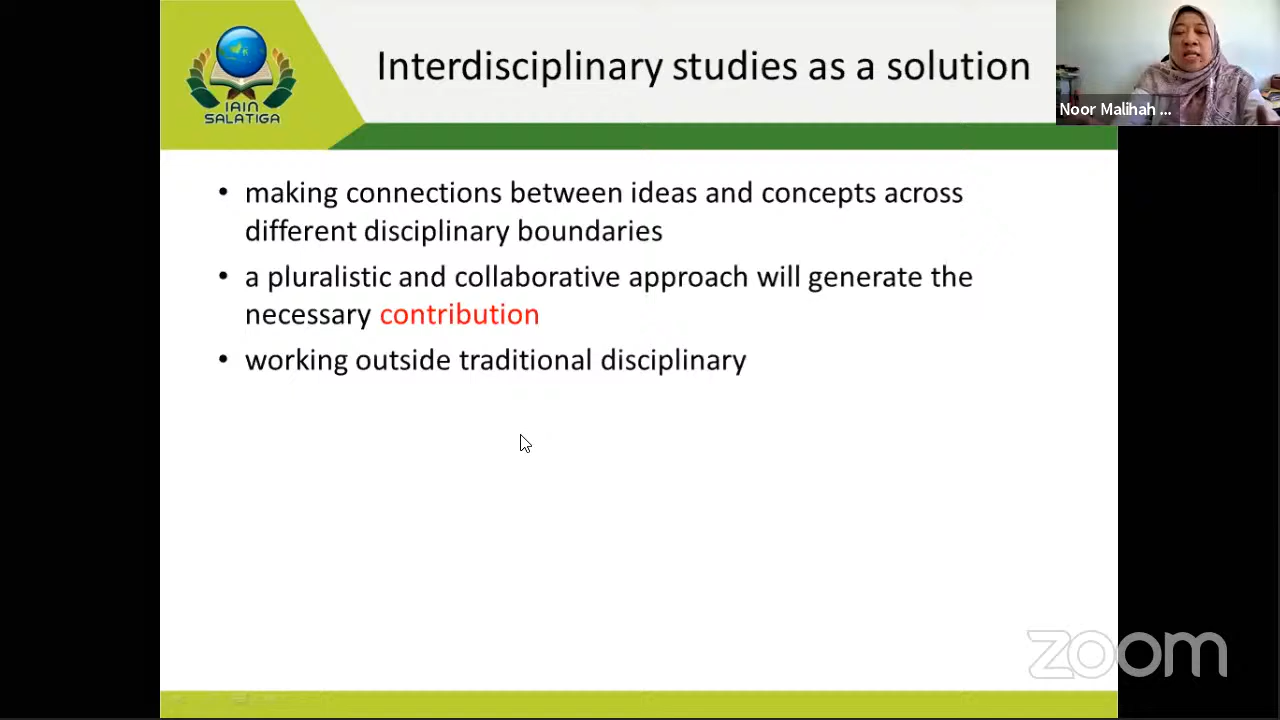 Interdisciplinary studies as a solution
IAIN
SALATIGA
Noor Malihah ...
• making connections between ideas and concepts across
different disciplinary boundaries
• a pluralistic and collaborative approach will generate the
necessary contribution
• working outside traditional disciplinary
zoom